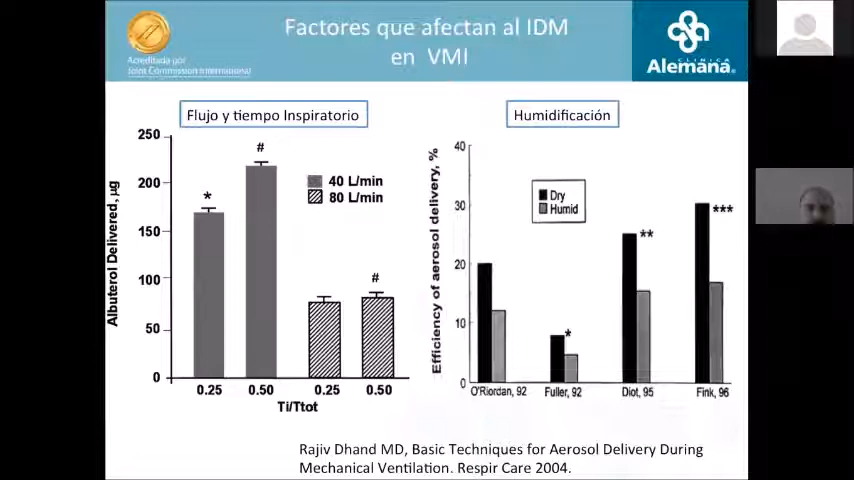 Acreditada por
Joint Commission International
Factores que afectan al IDM
en VMI
CLINICA
Alemana®
Flujo y tiempo Inspiratorio
Humidificación
250
200
150
100
50
0
Albuterol Delivered, µg
*
#
#
40 L/min
80 L/min
0.25 0.50 0.25 0.50
Ti/Ttot
40
30
20
10
0
Efficiency of aerosol delivery, %
Dry
Humid
*
**
***
O'Riordan, 92 Fuller, 92 Diot, 95 Fink, 96
Rajiv Dhand MD, Basic Techniques for Aerosol Delivery During
Mechanical Ventilation. Respir Care 2004.